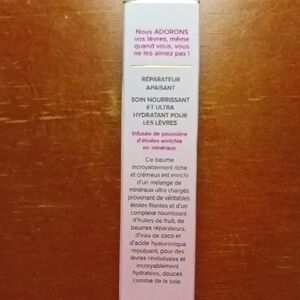 Nous ADORONS
vos lèvres, même
quand vous, vous
ne les aimez pas !
RÉPARATEUR
APAISANT
SOIN NOURRISSANT
ET ULTRA
HYDRATANT POUR
LES LÈVRES
Infusée de poussière
d'étoiles enrichie
en minéraux
Ce baume
incroyablement riche
et crémeux est enrichi
d'un mélange de
minéraux ultra chargés
provenant de véritables
étoiles filantes et d'un
complexe nourrissant
d'huiles de fruit, de
beurres réparateurs,
d'eau de coco et
d'acide hyaluronique
repulpant, pour des
lèvres revitalisées et
incroyablement
hydratées, douces
comme de la soie.